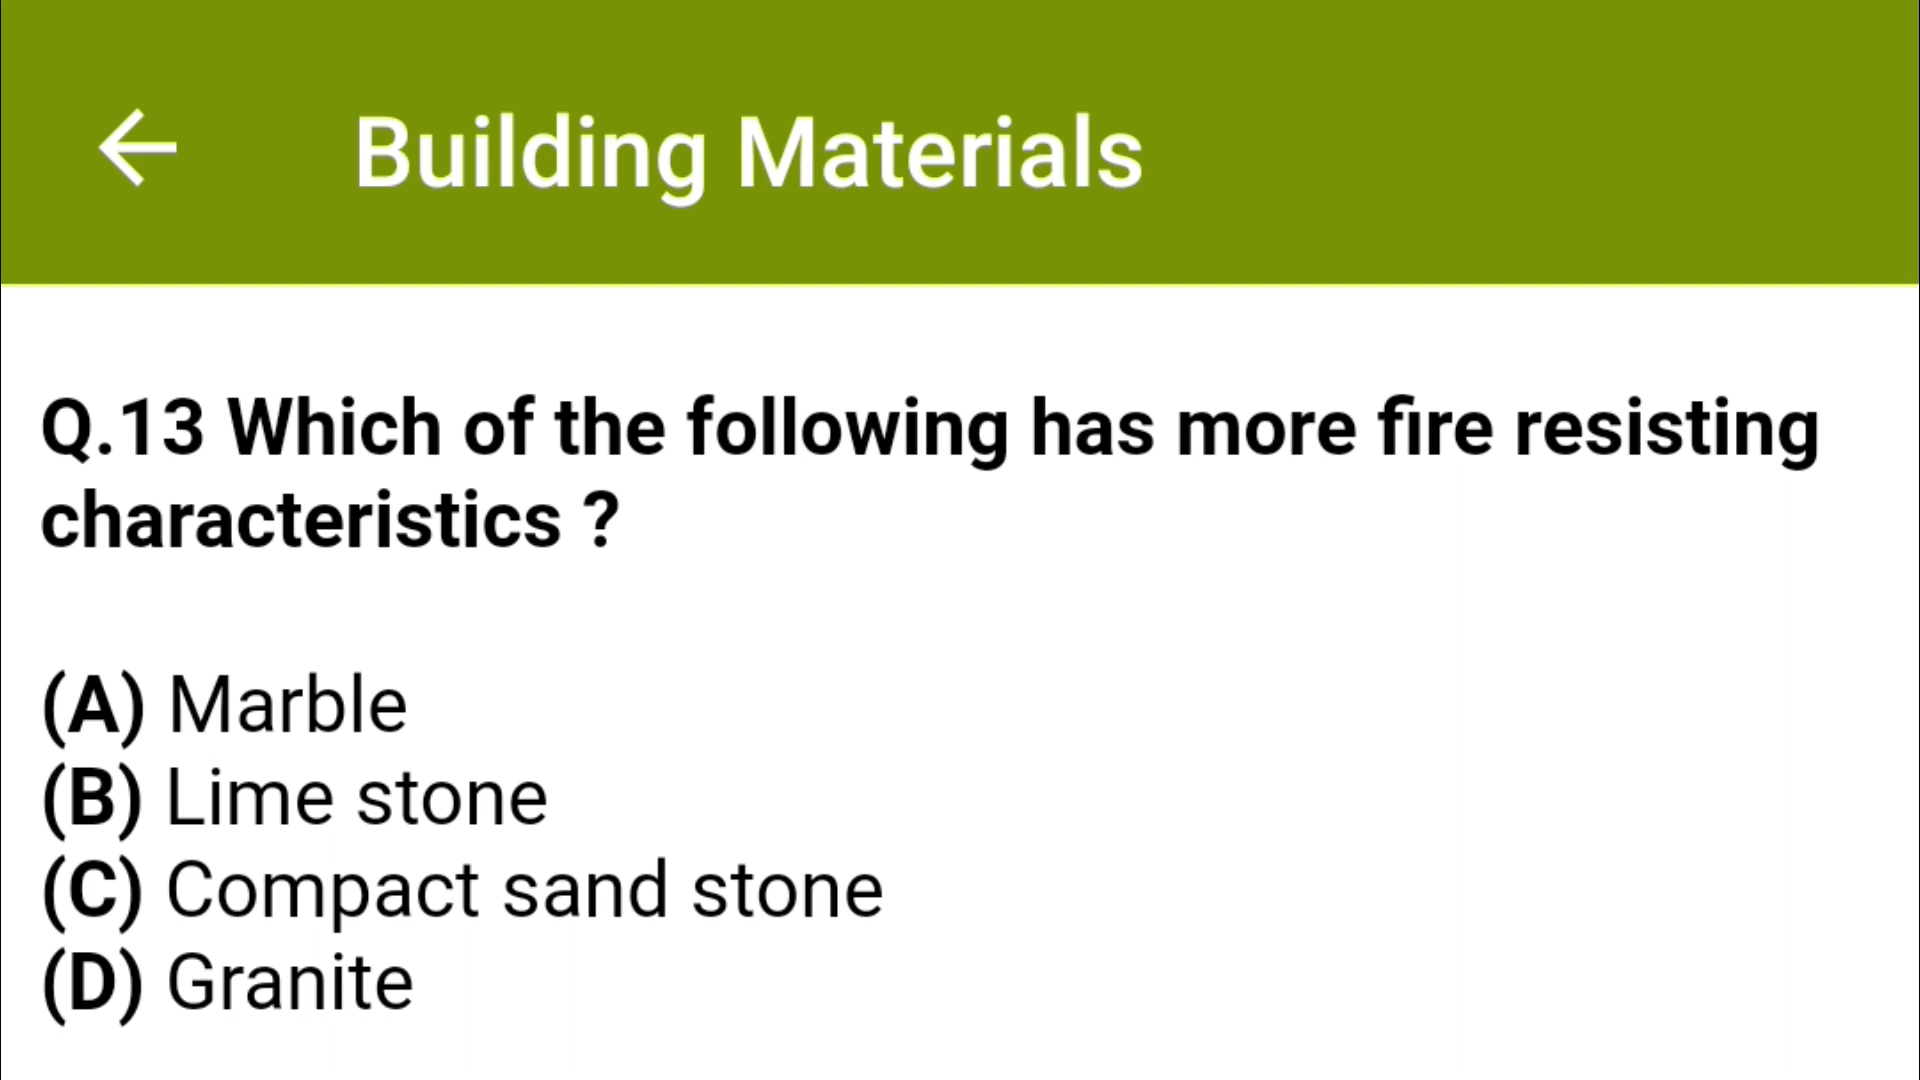 Building Materials
Q.13 Which of the following has more fire resisting
characteristics ?
(A) Marble
(B) Lime stone
(C) Compact sand stone
(D) Granite